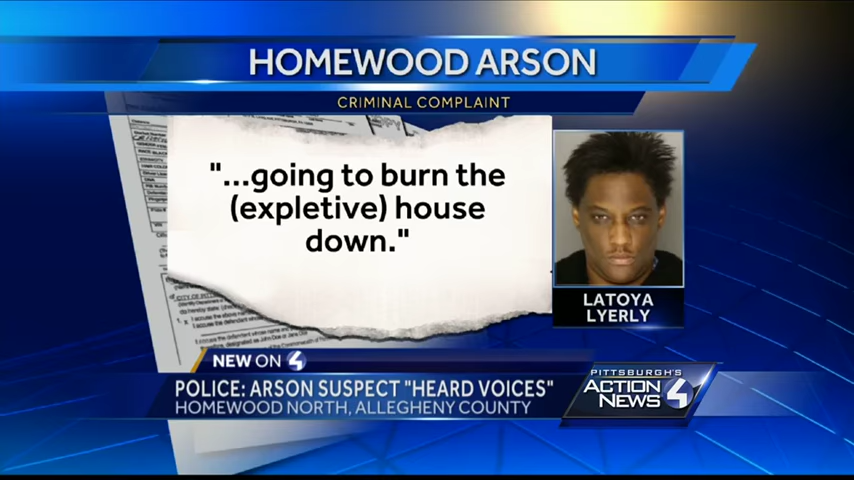 HOMEWOOD ARSON
CRIMINAL COMPLAINT
"...going to burn the
(expletive) house
down."
LATOYA
LYERLY
NEW ON 4
POLICE: ARSON SUSPECT "HEARD VOICES"
HOMEWOOD NORTH, ALLEGHENY COUNTY
PITTSBURGH'S
ACTION
NEWS 4